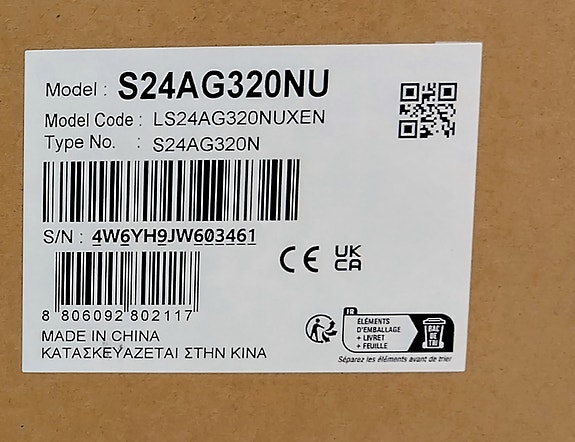 Model : S24AG320NU
Model Code : LS24AG320NUXEN
Type No. : S24AG320N
S/N : 4W6YH9JW603461
CE UK CA
8 806092 802117
MADE IN CHINA
ΚΑΤΑΣΚΕΥΑΖΕΤΑΙ ΣΤΗΝ ΚΙΝΑ
FR
ÉLÉMENTS
D'EMBALLAGE
+ LIVRET
+ FEUILLE
BAC
DE
TRI
Séparez les éléments avant de trier